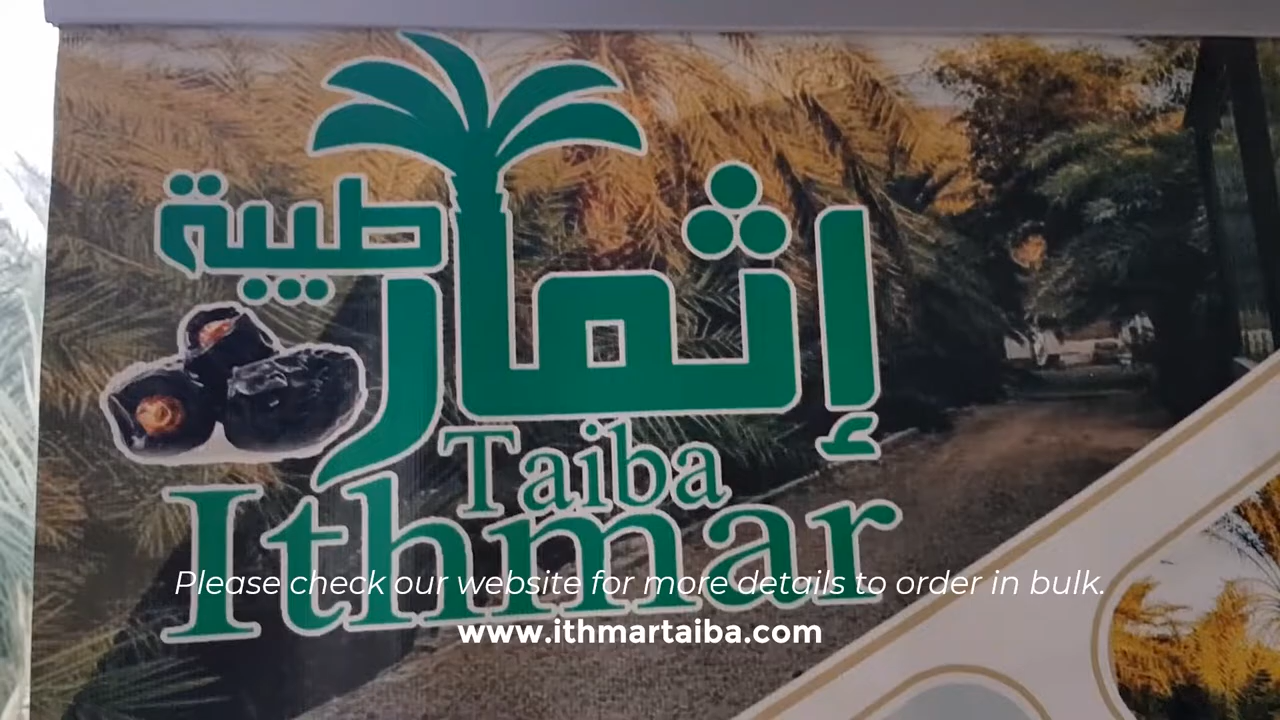 إثمار
طيبة
Taiba
Ithmar
Please check our website for more details to order in bulk.
www.ithmartaiba.com